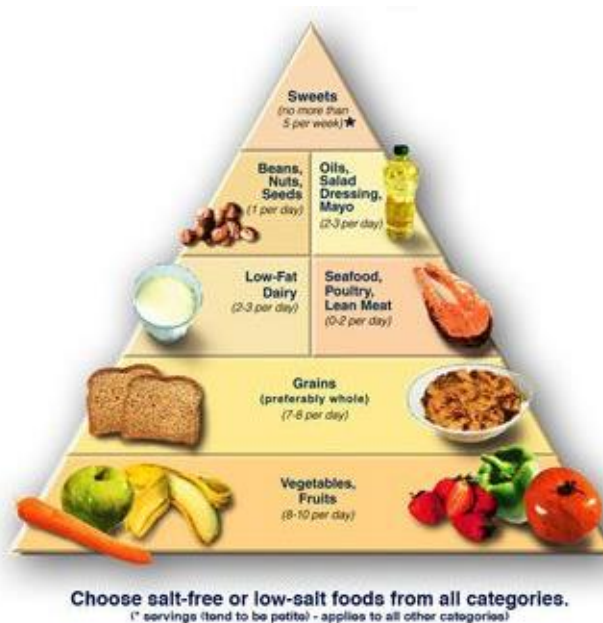 Sweets
(no more than
5 per week)★
Beans,
Nuts,
Seeds
(1 per day)
Oils,
Salad
Dressing,
Mayo
(2-3 per day)
Low-Fat
Dairy
(2-3 per day)
Seafood,
Poultry,
Lean Meat
(0-2 per day)
Grains
(preferably whole)
(7-8 per day)
Vegetables,
Fruits
(8-10 per day)
Choose salt-free or low-salt foods from all categories.
(* servings (tend to be petite) - applies to all other categories)